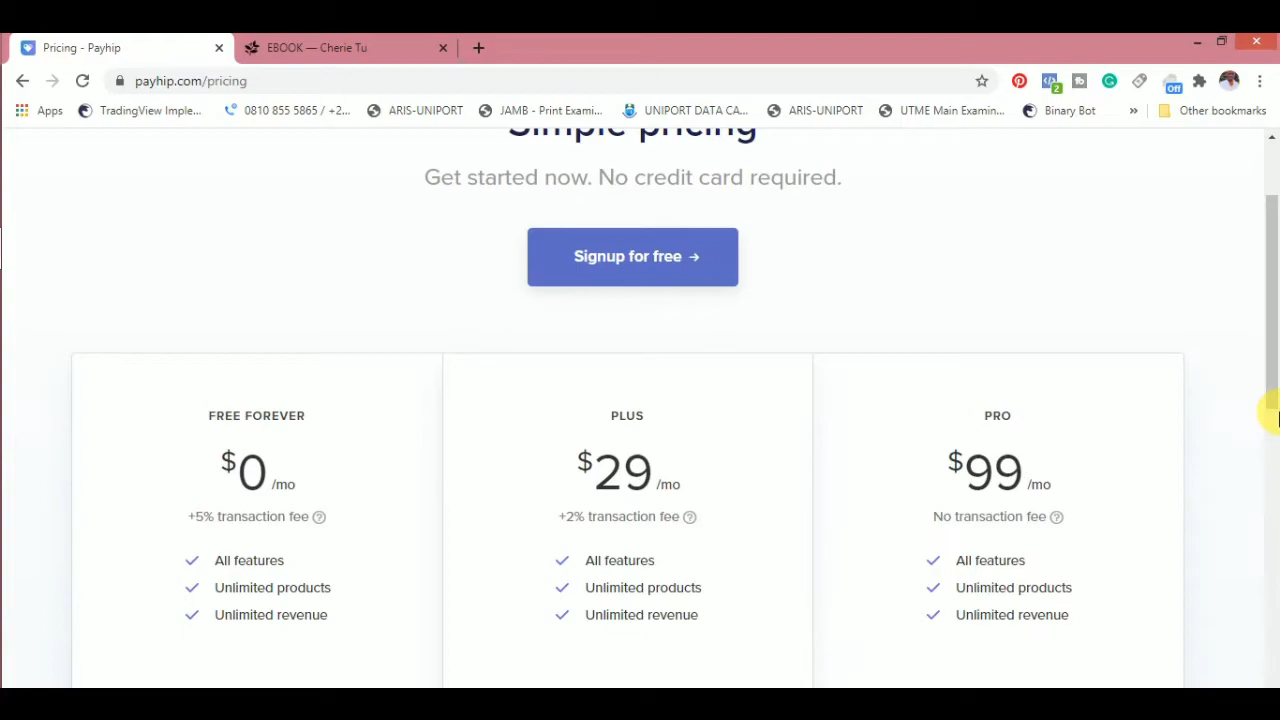 Pricing - Payhip
EBOOK — Cherie Tu
payhip.com/pricing
2
Off
Apps
TradingView Imple...
0810 855 5865 / +2...
ARIS-UNIPORT
JAMB - Print Exami...
UNIPORT DATA CA...
ARIS-UNIPORT
UTME Main Examin...
Binary Bot
Other bookmarks
Simple pricing
Get started now. No credit card required.
Signup for free →
FREE FOREVER
$0 /mo
+5% transaction fee ?
All features
Unlimited products
Unlimited revenue
PLUS
$29 /mo
+2% transaction fee ?
All features
Unlimited products
Unlimited revenue
PRO
$99 /mo
No transaction fee ?
All features
Unlimited products
Unlimited revenue